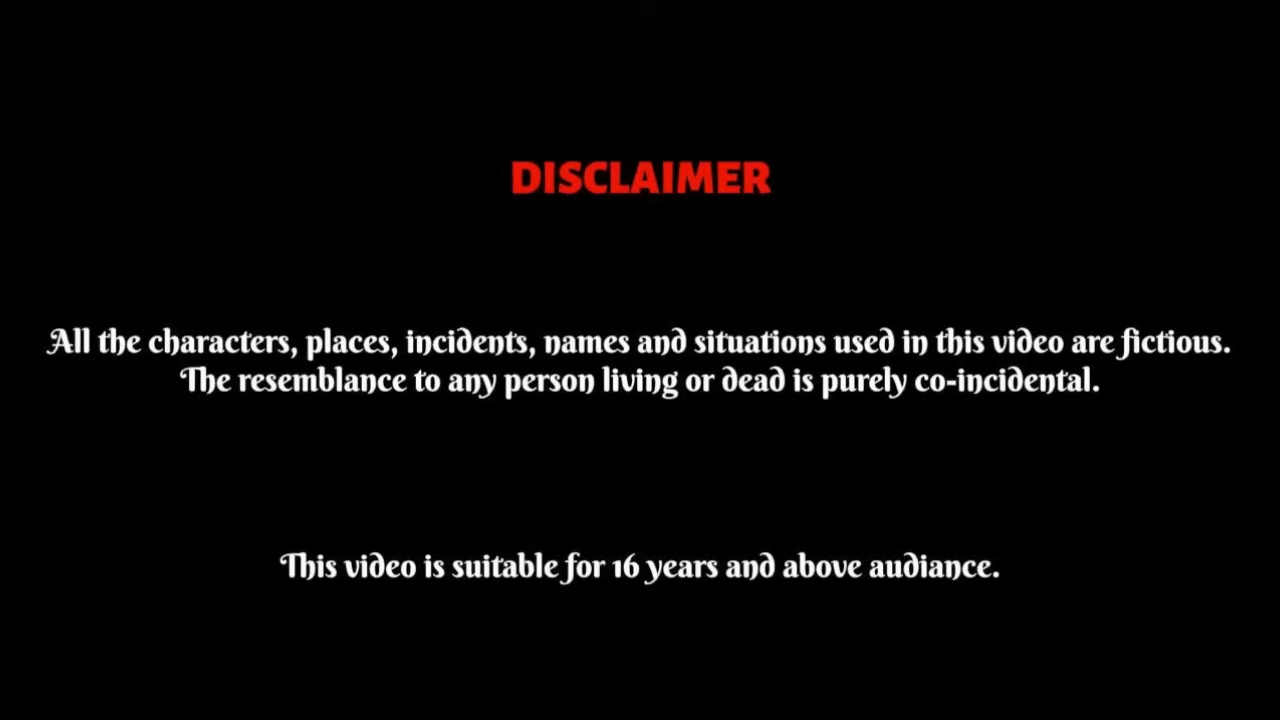 DISCLAIMER
All the characters, places, incidents, names and situations used in this video are fictious.
The resemblance to any person living or dead is purely co-incidental.
This video is suitable for 16 years and above audiance.